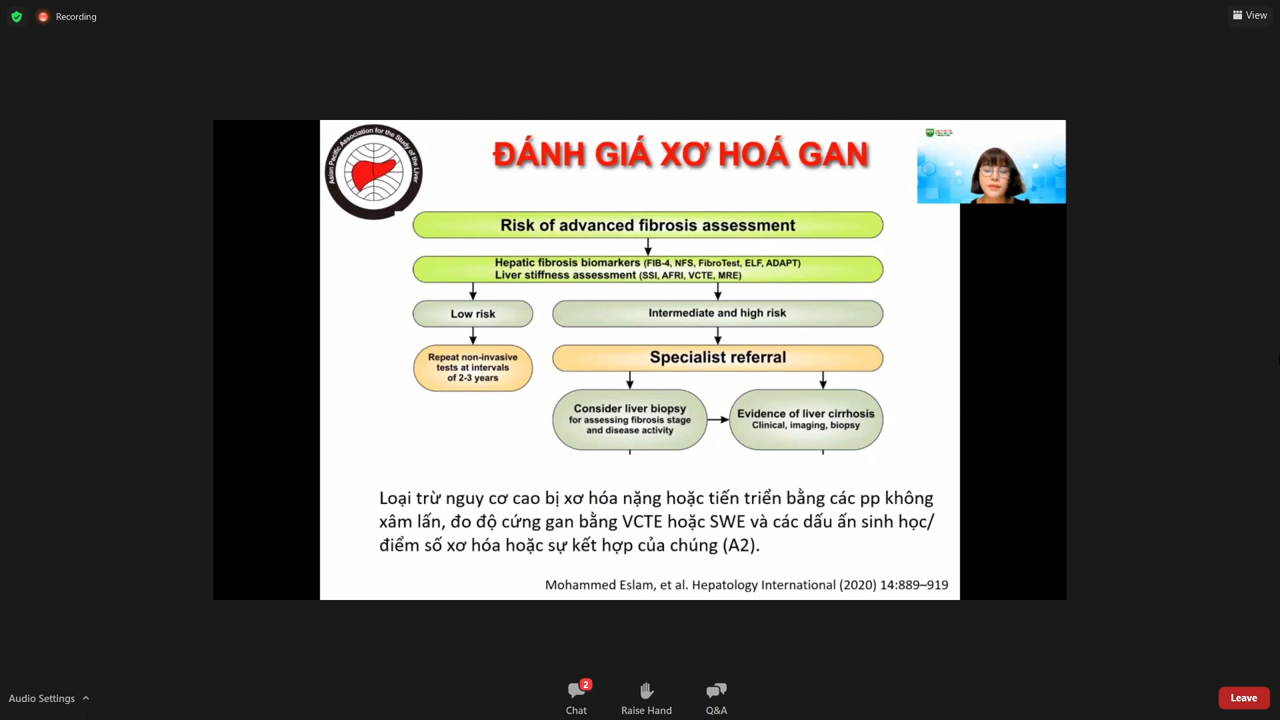 Recording
View
Asian Pacific Association for the Study of the Liver
ĐÁNH GIÁ XƠ HOÁ GAN
Risk of advanced fibrosis assessment
Hepatic fibrosis biomarkers (FIB-4, NFS, FibroTest, ELF, ADAPT)
Liver stiffness assessment (SSI, AFRI, VCTE, MRE)
Low risk
Intermediate and high risk
Repeat non-invasive
tests at intervals
of 2-3 years
Specialist referral
Consider liver biopsy
for assessing fibrosis stage
and disease activity
Evidence of liver cirrhosis
Clinical, imaging, biopsy
Loại trừ nguy cơ cao bị xơ hóa nặng hoặc tiến triển bằng các pp không
xâm lấn, đo độ cứng gan bằng VCTE hoặc SWE và các dấu ấn sinh học/
điểm số xơ hóa hoặc sự kết hợp của chúng (A2).
Mohammed Eslam, et al. Hepatology International (2020) 14:889–919
Audio Settings
2
Chat
Raise Hand
Q&A
Leave